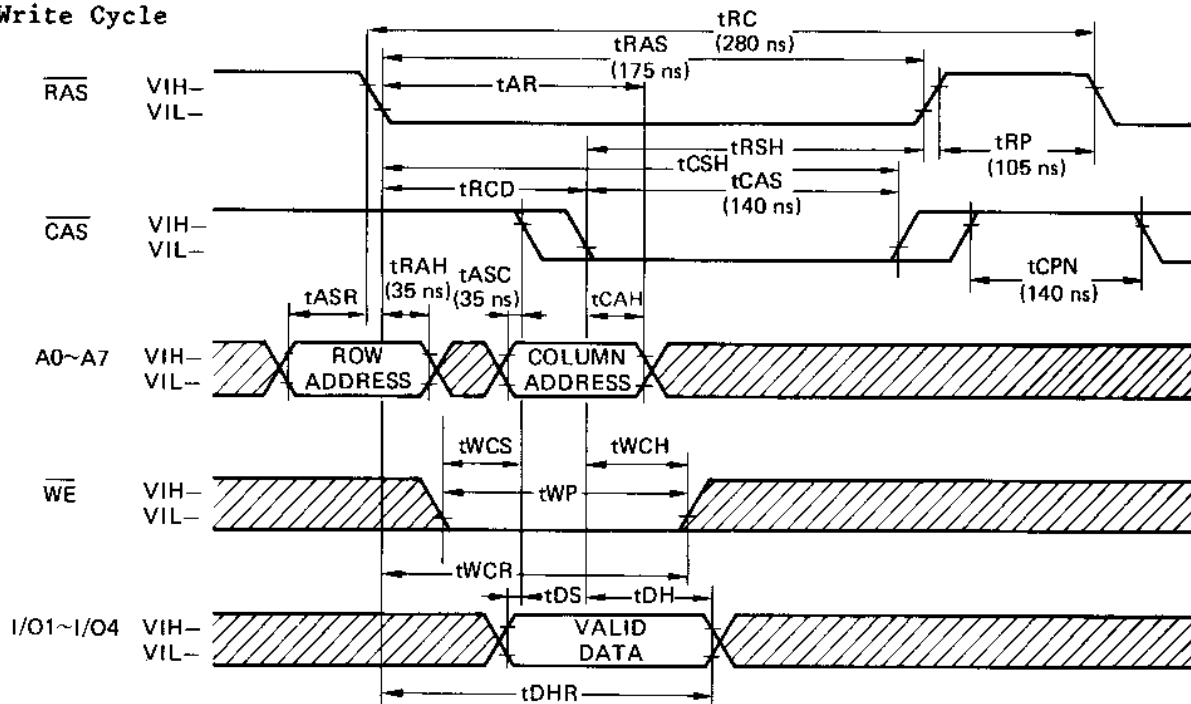 Write Cycle
tRC
(280 ns)
tRAS
(175 ns)
tAR
RAS
VIH–
VIL–
tRSH
tRP
(105 ns)
tCSH
tRCD
tCAS
(140 ns)
CAS
VIH–
VIL–
tRAH
(35 ns)
tASC
(35 ns)
tCPN
(140 ns)
tASR
tCAH
A0~A7
VIH–
VIL–
ROW
ADDRESS
COLUMN
ADDRESS
tWCS
tWCH
WE
VIH–
VIL–
tWP
tWCR
tDS
tDH
I/O1~I/O4
VIH–
VIL–
VALID
DATA
tDHR